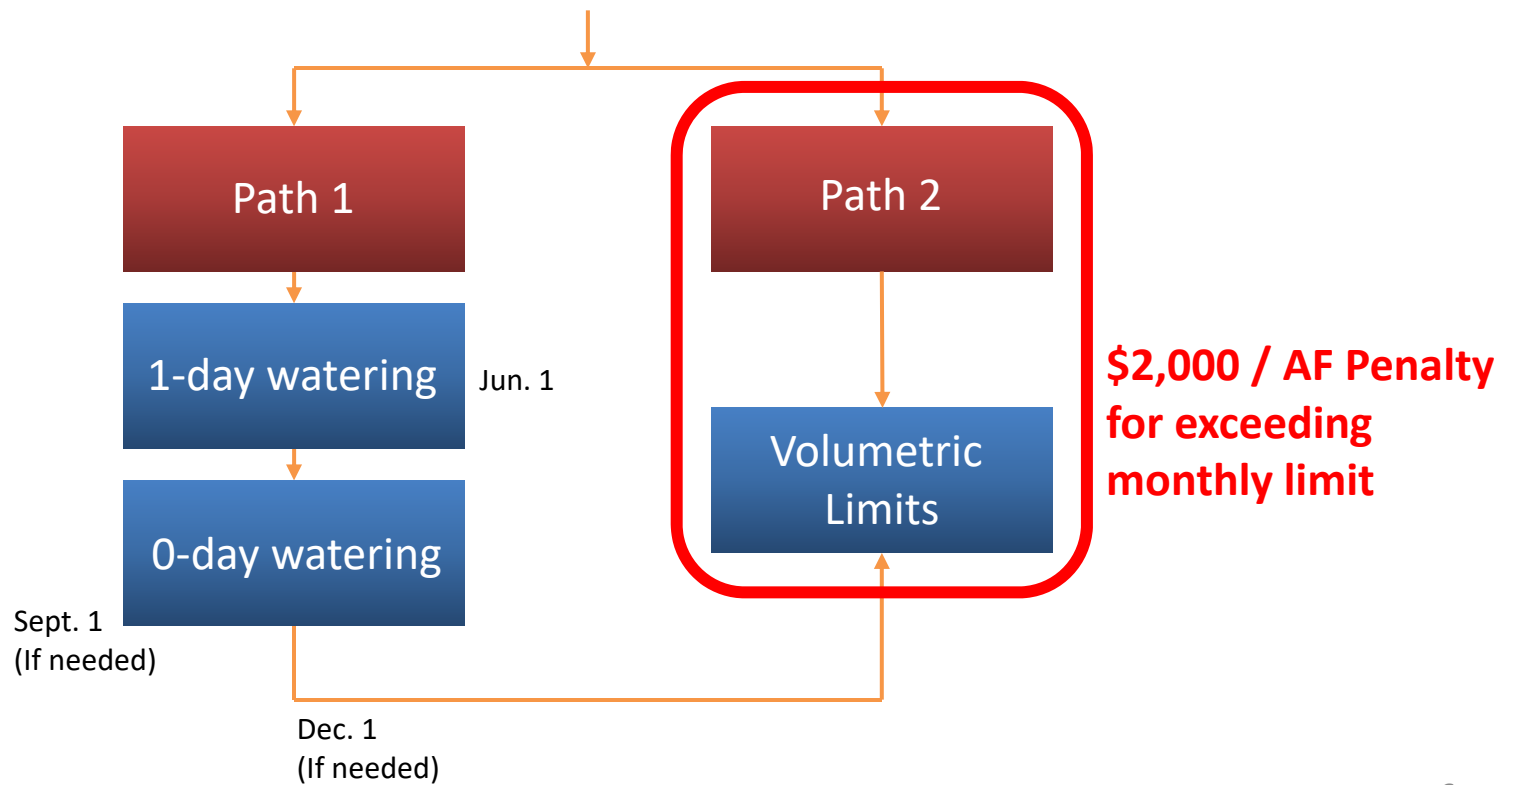 Path 1
Path 2
1-day watering
Jun. 1
$2,000 / AF Penalty
for exceeding
monthly limit
Volumetric
Limits
0-day watering
Sept. 1
(If needed)
Dec. 1
(If needed)